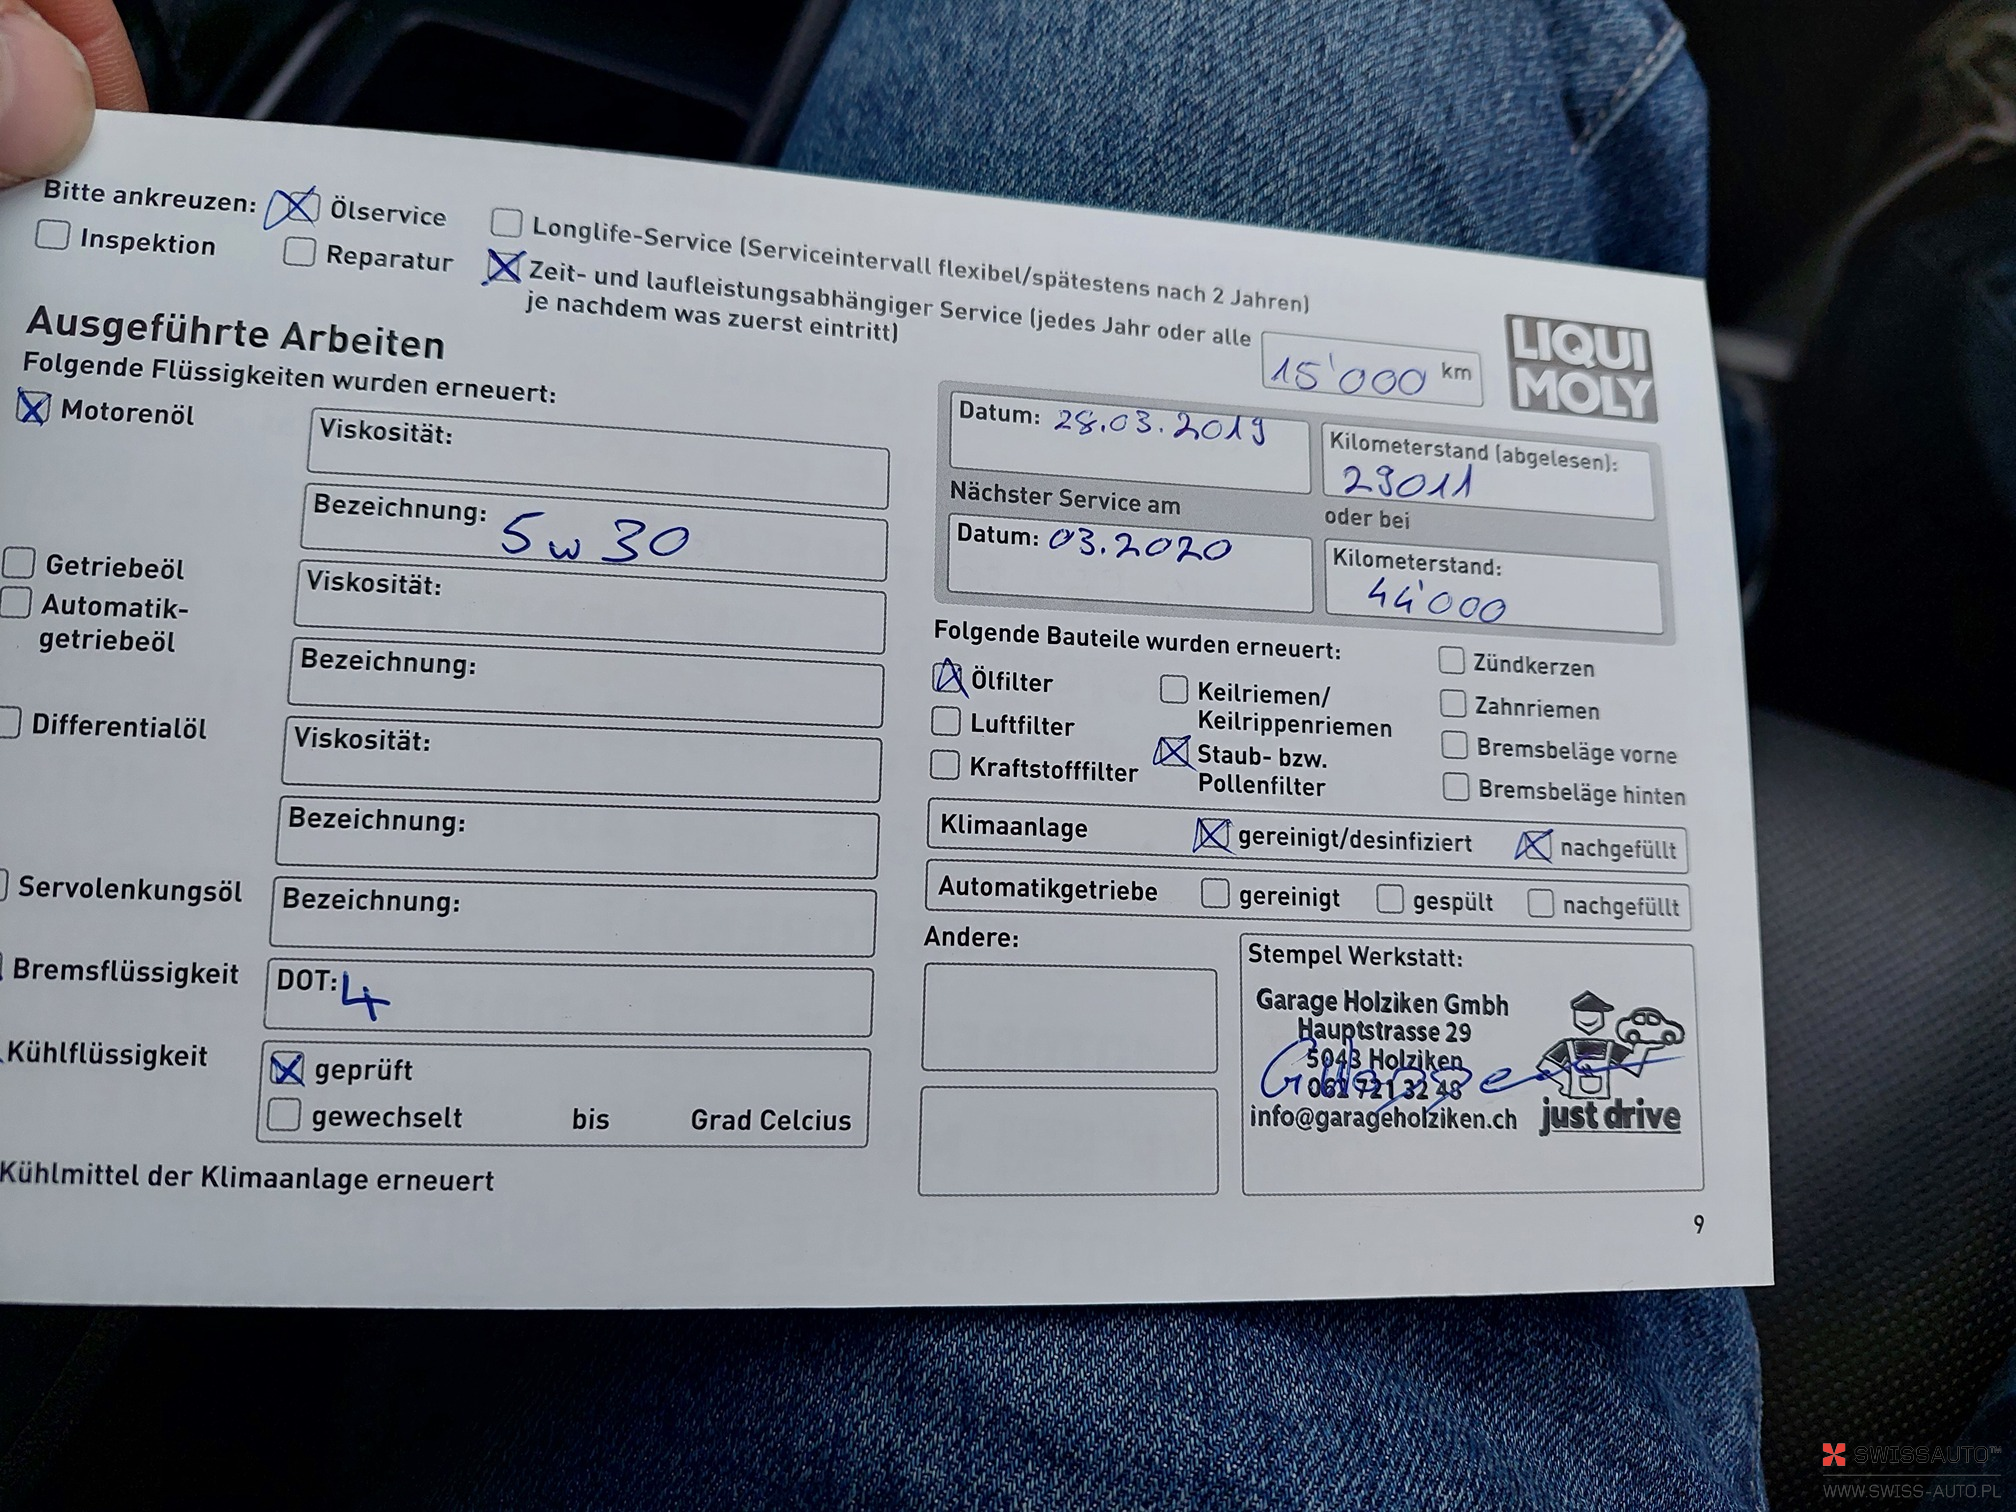 Bitte ankreuzen: Ölservice
Longlife-Service (Serviceintervall flexibel/spätestens nach 2 Jahren)
Inspektion Reparatur
Zeit- und laufleistungsabhängiger Service (jedes Jahr oder alle 15'000 km
je nachdem was zuerst eintritt)
LIQUI
MOLY
Ausgeführte Arbeiten
Folgende Flüssigkeiten wurden erneuert:
Motorenöl
Viskosität:
Bezeichnung: 5w30
Getriebeöl
Automatik-
getriebeöl
Viskosität:
Bezeichnung:
Differentialöl
Viskosität:
Bezeichnung:
Servolenkungsöl
Bezeichnung:
Bremsflüssigkeit
DOT: 4
Kühlflüssigkeit
geprüft
gewechselt bis Grad Celcius
Kühlmittel der Klimaanlage erneuert
Datum: 28.03.2019
Kilometerstand (abgelesen):
29011
Nächster Service am
oder bei
Datum: 03.2020
Kilometerstand:
44'000
Folgende Bauteile wurden erneuert:
Ölfilter
Luftfilter
Kraftstofffilter
Keilriemen/
Keilrippenriemen
Staub- bzw.
Pollenfilter
Zündkerzen
Zahnriemen
Bremsbeläge vorne
Bremsbeläge hinten
Klimaanlage gereinigt/desinfiziert nachgefüllt
Automatikgetriebe gereinigt gespült nachgefüllt
Andere:
Stempel Werkstatt:
Garage Holziken Gmbh
Hauptstrasse 29
5043 Holziken
062 721 32 48
info@garageholziken.ch
just drive
9
SWISSAUTO™
WWW.SWISS-AUTO.PL